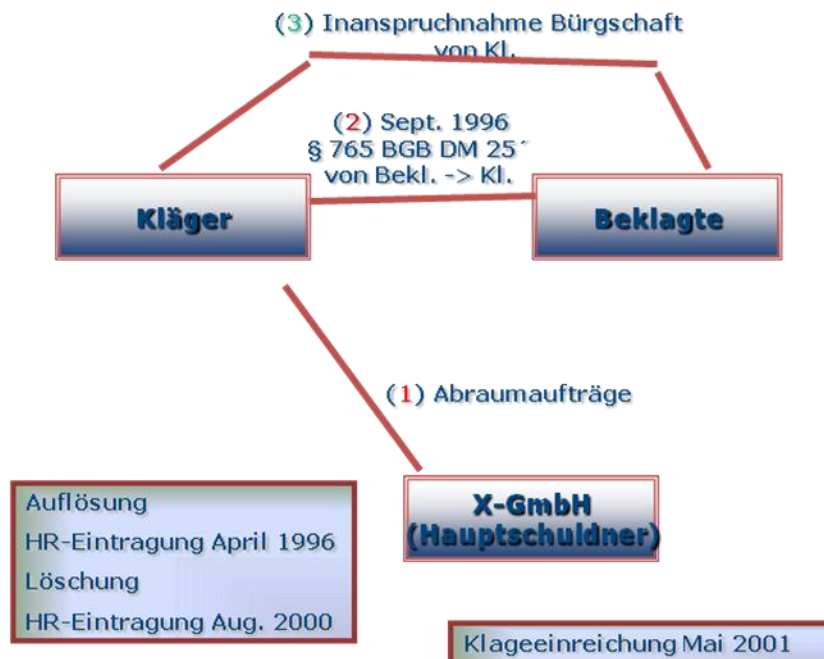 (3) Inanspruchnahme Bürgschaft
von Kl.
(2) Sept. 1996
§ 765 BGB DM 25´
von Bekl. -> Kl.
Kläger
Beklagte
(1) Abraumaufträge
X-GmbH
(Hauptschuldner)
Auflösung
HR-Eintragung April 1996
Löschung
HR-Eintragung Aug. 2000
Klageeinreichung Mai 2001